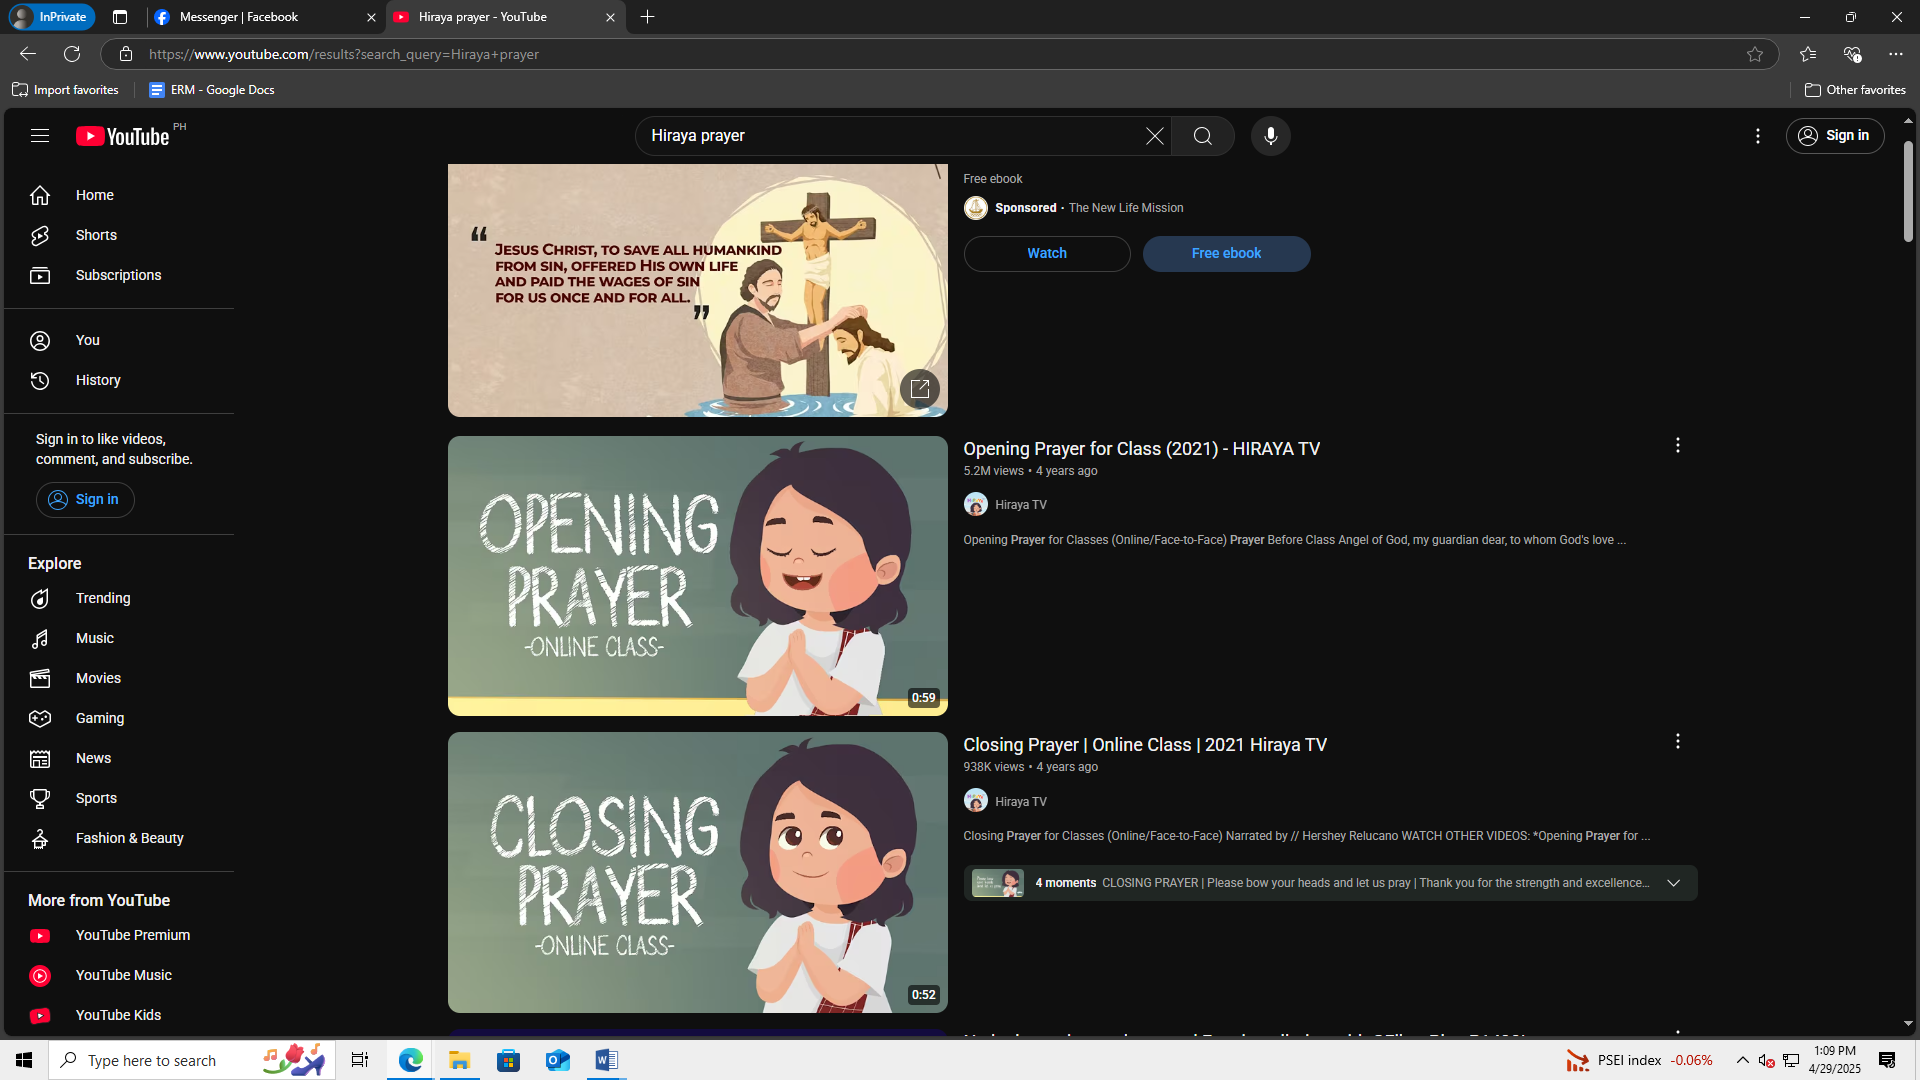 InPrivate
Messenger | Facebook
Hiraya prayer - YouTube
https://www.youtube.com/results?search_query=Hiraya+prayer
Import favorites
ERM - Google Docs
Other favorites
YouTube PH
Hiraya prayer
Sign in
Home
Shorts
Subscriptions
You
History
Sign in to like videos,
comment, and subscribe.
Sign in
Explore
Trending
Music
Movies
Gaming
News
Sports
Fashion & Beauty
More from YouTube
YouTube Premium
YouTube Music
YouTube Kids
“ JESUS CHRIST, TO SAVE ALL HUMANKIND
FROM SIN, OFFERED HIS OWN LIFE
AND PAID THE WAGES OF SIN
FOR US ONCE AND FOR ALL. ”
Free ebook
Sponsored · The New Life Mission
Watch
Free ebook
OPENING
PRAYER
-ONLINE CLASS-
0:59
Opening Prayer for Class (2021) - HIRAYA TV
5.2M views • 4 years ago
Hiraya TV
Opening Prayer for Classes (Online/Face-to-Face) Prayer Before Class Angel of God, my guardian dear, to whom God's love ...
CLOSING
PRAYER
-ONLINE CLASS-
0:52
Closing Prayer | Online Class | 2021 Hiraya TV
938K views • 4 years ago
Hiraya TV
Closing Prayer for Classes (Online/Face-to-Face) Narrated by // Hershey Relucano WATCH OTHER VIDEOS: *Opening Prayer for ...
4 moments CLOSING PRAYER | Please bow your heads and let us pray | Thank you for the strength and excellence...
Type here to search
PSEI index -0.06%
1:09 PM
4/29/2025